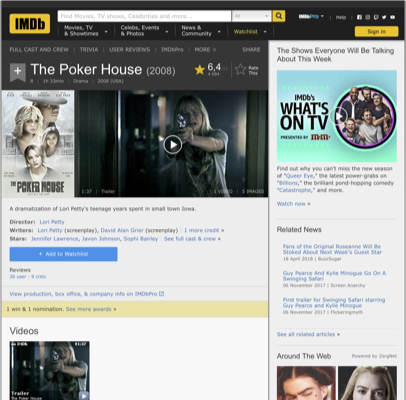 IMDb
Find Movies, TV shows, Celebrities and more...
All
Movies, TV
& Showtimes
Celebs, Events
& Photos
News &
Community
Watchlist
IMDbPro
Help
Sign in
FULL CAST AND CREW | TRIVIA | USER REVIEWS | IMDbPro | MORE
SHARE
The Poker House (2008)
R | 1h 33min | Drama | 2008 (USA)
6,4
Rate
This
THE POKER HOUSE
1:37 | Trailer
1 VIDEO | 5 IMAGES
A dramatization of Lori Petty's teenage years spent in small town Iowa.
Director: Lori Petty
Writers: Lori Petty (screenplay), David Alan Grier (screenplay) | 1 more credit »
Stars: Jennifer Lawrence, Javon Johnson, Sophi Bairley | See full cast & crew »
+ Add to Watchlist
Reviews
26 user · 9 critic
View production, box office, & company info on IMDbPro
1 win & 1 nomination. See more awards »
Videos
on IMDb
Trailer
The Poker House
01:37
The Shows Everyone Will Be Talking
About This Week
IMDb's
WHAT'S
ON TV
PRESENTED BY m&m's
Find out why you can't miss the new season
of "Queer Eye," the latest power-grabs on
"Billions," the brilliant pond-hopping comedy
"Catastrophe," and more.
Watch now »
Related News
Fans of the Original Roseanne Will Be
Stoked About Next Week's Guest Star
18 April 2018 | BuzzSugar
Guy Pearce And Kylie Minogue Go On A
Swinging Safari
06 November 2017 | Screen Anarchy
First trailer for Swinging Safari starring
Guy Pearce and Kylie Minogue
06 November 2017 | Flickeringmyth
See all related articles »
Around The Web
Powered by ZergNet